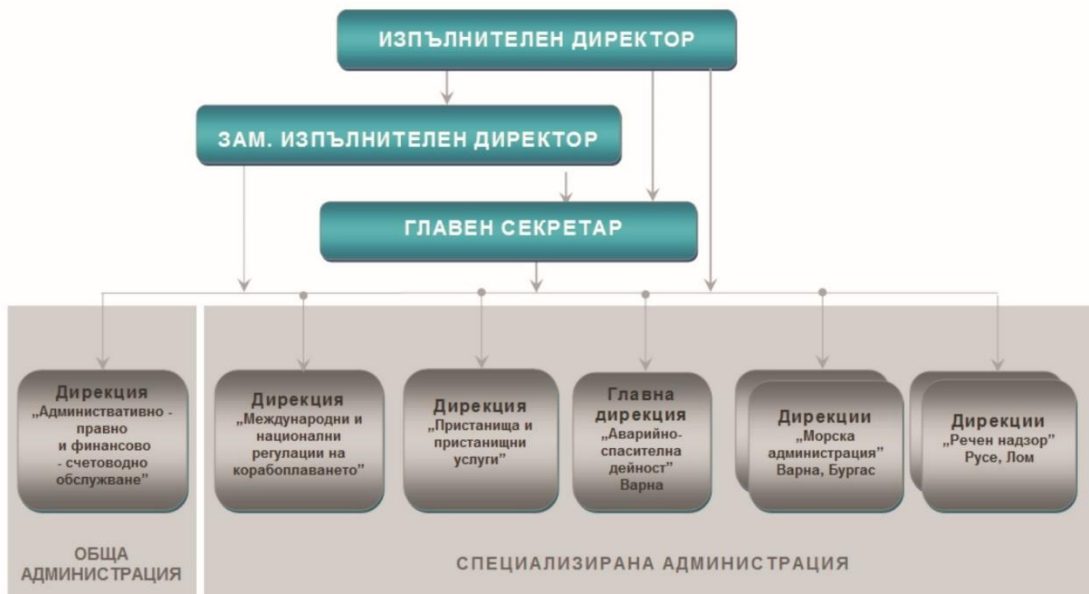 ИЗПЪЛНИТЕЛЕН ДИРЕКТОР
ЗАМ. ИЗПЪЛНИТЕЛЕН ДИРЕКТОР
ГЛАВЕН СЕКРЕТАР
Дирекция
„Администативно -
правно
и финансово
- счетоводно
обслужване”
Дирекция
„Международни и
национални
регулации на
корабоплаването”
Дирекция
„Пристанища и
пристанищни
услуги”
Главна
дирекция
„Аварийно-
спасителна
дейност”
Варна
Дирекции
„Морска
администрация”
Варна, Бургас
Дирекции
„Речен надзор”
Русе, Лом
ОБЩА
АДМИНИСТРАЦИЯ
СПЕЦИАЛИЗИРАНА АДМИНИСТРАЦИЯ